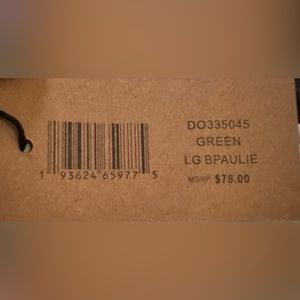 DO335045
GREEN
LG BPAULIE
MSRP $78.00
1 93624 65977 5